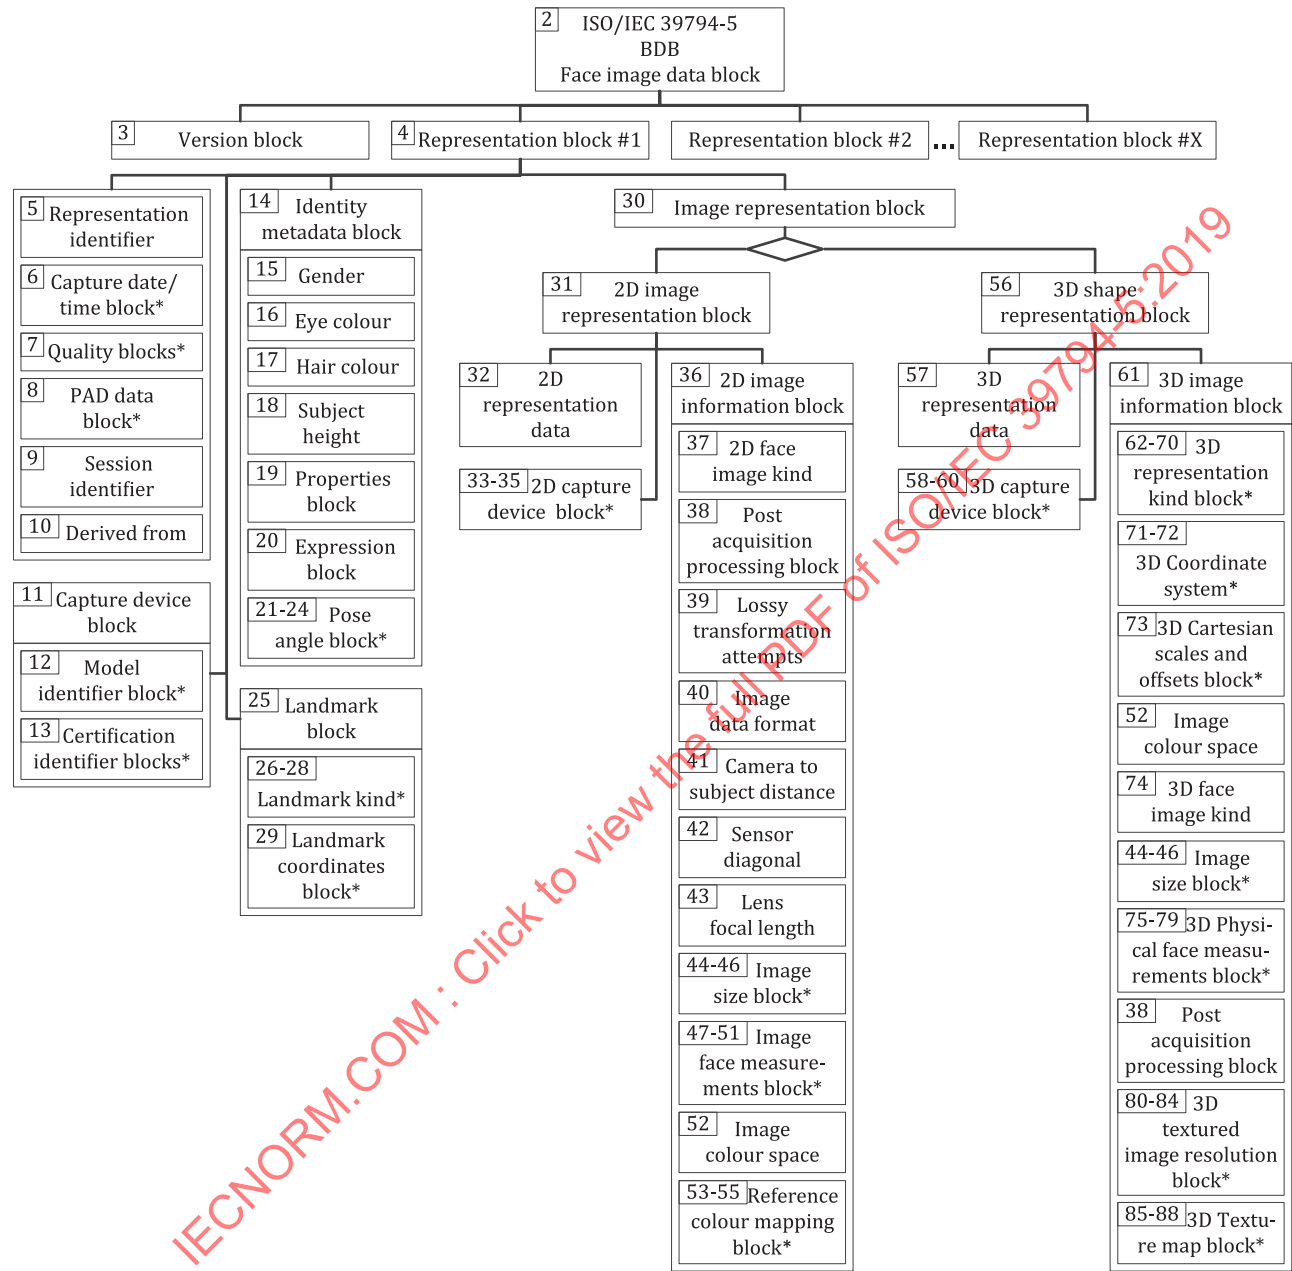 2 ISO/IEC 39794-5
BDB
Face image data block
3 Version block
4 Representation block #1
Representation block #2
...
Representation block #X
5 Representation
identifier
6 Capture date/
time block*
7 Quality blocks*
8 PAD data
block*
9 Session
identifier
10 Derived from
11 Capture device
block
12 Model
identifier block*
13 Certification
identifier blocks*
14 Identity
metadata block
15 Gender
16 Eye colour
17 Hair colour
18 Subject
height
19 Properties
block
20 Expression
block
21-24 Pose
angle block*
25 Landmark
block
26-28
Landmark kind*
29 Landmark
coordinates
block*
30 Image representation block
31 2D image
representation block
32 2D
representation
data
33-35 2D capture
device block*
36 2D image
information block
37 2D face
image kind
38 Post
acquisition
processing block
39 Lossy
transformation
attempts
40 Image
data format
41 Camera to
subject distance
42 Sensor
diagonal
43 Lens
focal length
44-46 Image
size block*
47-51 Image
face measure-
ments block*
52 Image
colour space
53-55 Reference
colour mapping
block*
56 3D shape
representation block
57 3D
representation
data
58-60 3D capture
device block*
61 3D image
information block
62-70 3D
representation
kind block*
71-72
3D Coordinate
system*
73 3D Cartesian
scales and
offsets block*
52 Image
colour space
74 3D face
image kind
44-46 Image
size block*
75-79 3D Physi-
cal face measu-
rements block*
38 Post
acquisition
processing block
80-84 3D
textured
image resolution
block*
85-88 3D Textu-
re map block*
IECNORM.COM : Click to view the full PDF of ISO/IEC 39794-5:2019